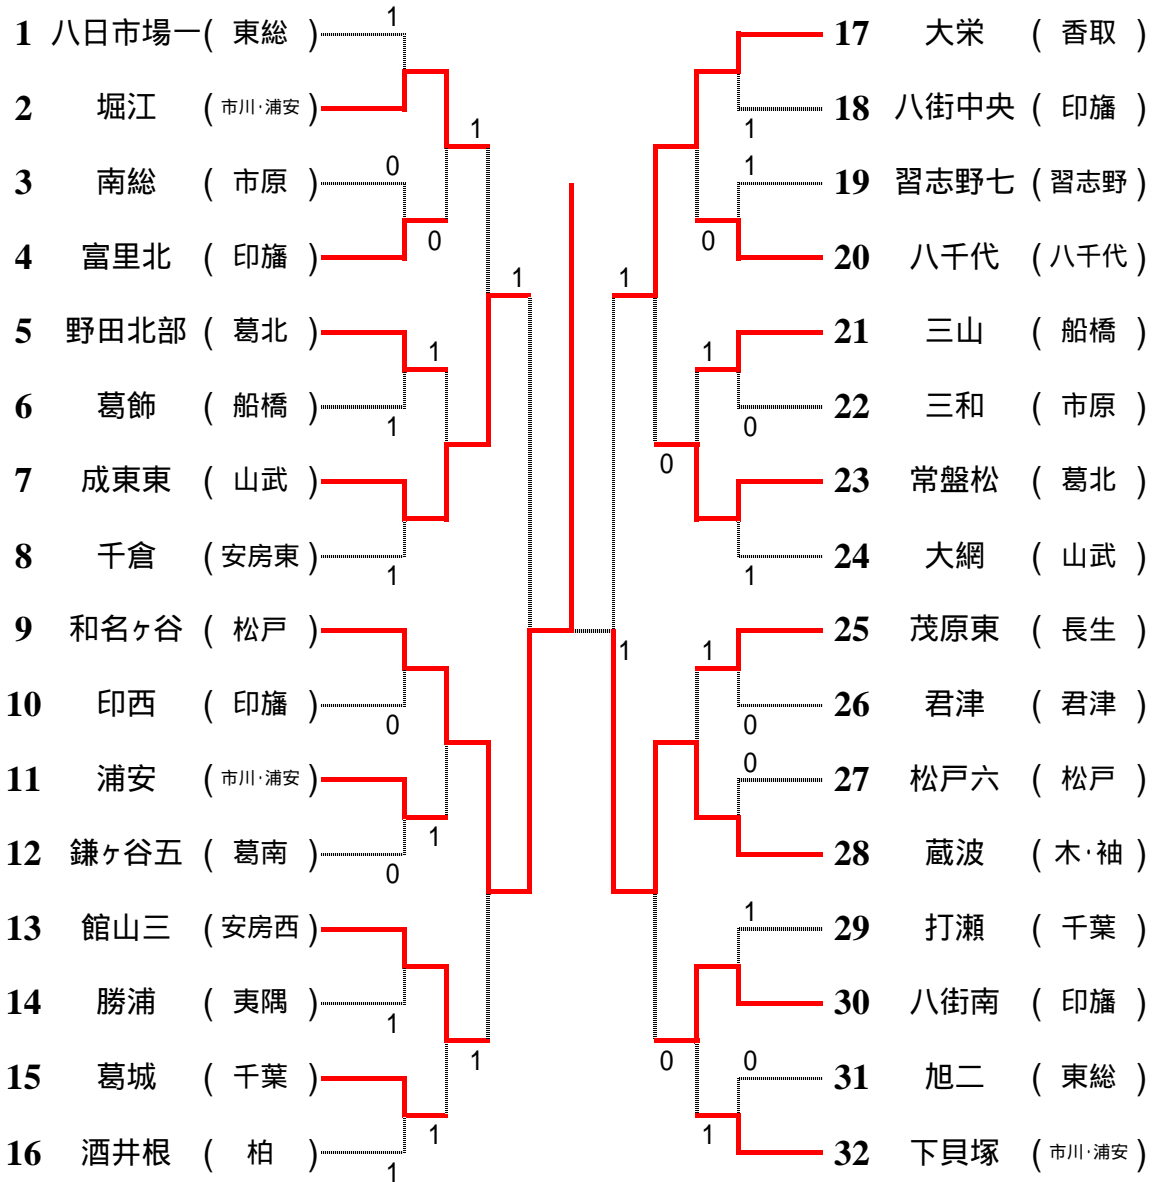 1 八日市場一 ( 東総 ) 1
2 堀江 ( 市川・浦安 )
1
3 南総 ( 市原 ) 0
0
4 富里北 ( 印旛 )
1
5 野田北部 ( 葛北 )
1
6 葛飾 ( 船橋 ) 1
7 成東東 ( 山武 )
8 千倉 ( 安房東 ) 1
9 和名ヶ谷 ( 松戸 )
10 印西 ( 印旛 ) 0
11 浦安 ( 市川・浦安 )
1
12 鎌ヶ谷五 ( 葛南 ) 0
13 館山三 ( 安房西 )
14 勝浦 ( 夷隅 ) 1
1
15 葛城 ( 千葉 )
1
16 酒井根 ( 柏 ) 1
17 大栄 ( 香取 )
1 18 八街中央 ( 印旛 )
1 19 習志野七 ( 習志野 )
0
20 八千代 ( 八千代 )
1
21 三山 ( 船橋 )
1
0 22 三和 ( 市原 )
0
23 常盤松 ( 葛北 )
1 24 大網 ( 山武 )
25 茂原東 ( 長生 )
1
1
0 26 君津 ( 君津 )
0 27 松戸六 ( 松戸 )
28 蔵波 ( 木・袖 )
1 29 打瀬 ( 千葉 )
30 八街南 ( 印旛 )
0
0 31 旭二 ( 東総 )
1
32 下貝塚 ( 市川・浦安 )